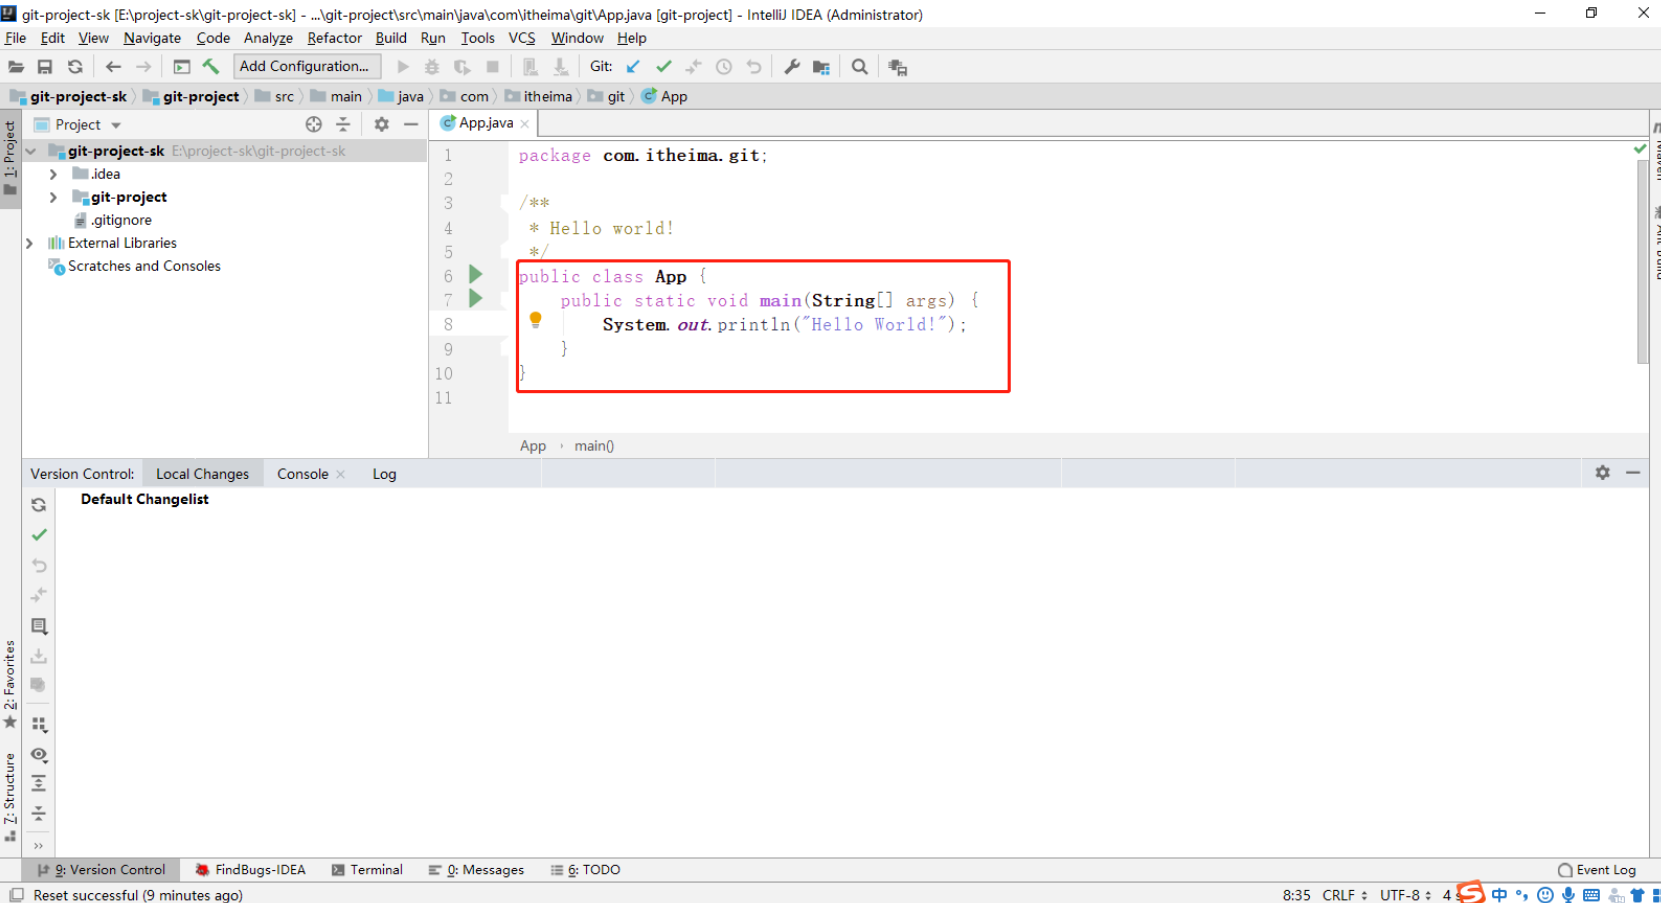 git-project-sk [E:\project-sk\git-project-sk] - ...\git-project\src\main\java\com\itheima\git\App.java [git-project] - IntelliJ IDEA (Administrator)
File Edit View Navigate Code Analyze Refactor Build Run Tools VCS Window Help
Add Configuration... Git:
git-project-sk git-project src main java com itheima git App
Project
App.java
1: Project
git-project-sk E:\project-sk\git-project-sk
.idea
git-project
.gitignore
External Libraries
Scratches and Consoles
1 package com.itheima.git;
2
3 /**
4 * Hello world!
5 */
6 public class App {
7 public static void main(String[] args) {
8 System.out.println("Hello World!");
9 }
10 }
11
App › main()
Version Control: Local Changes Console Log
Default Changelist
2: Favorites
7: Structure
9: Version Control FindBugs-IDEA Terminal 0: Messages 6: TODO Event Log
Reset successful (9 minutes ago) 8:35 CRLF UTF-8 4 s 中